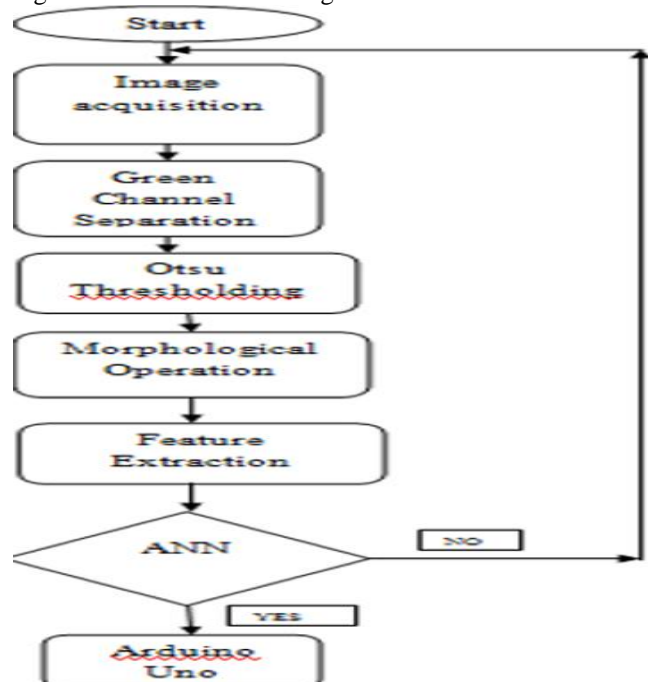 Start
Image
acquisition
Green
Channel
Separation
Otsu
Thresholding
Morphological
Operation
Feature
Extraction
ANN
NO
YES
Arduino
Uno